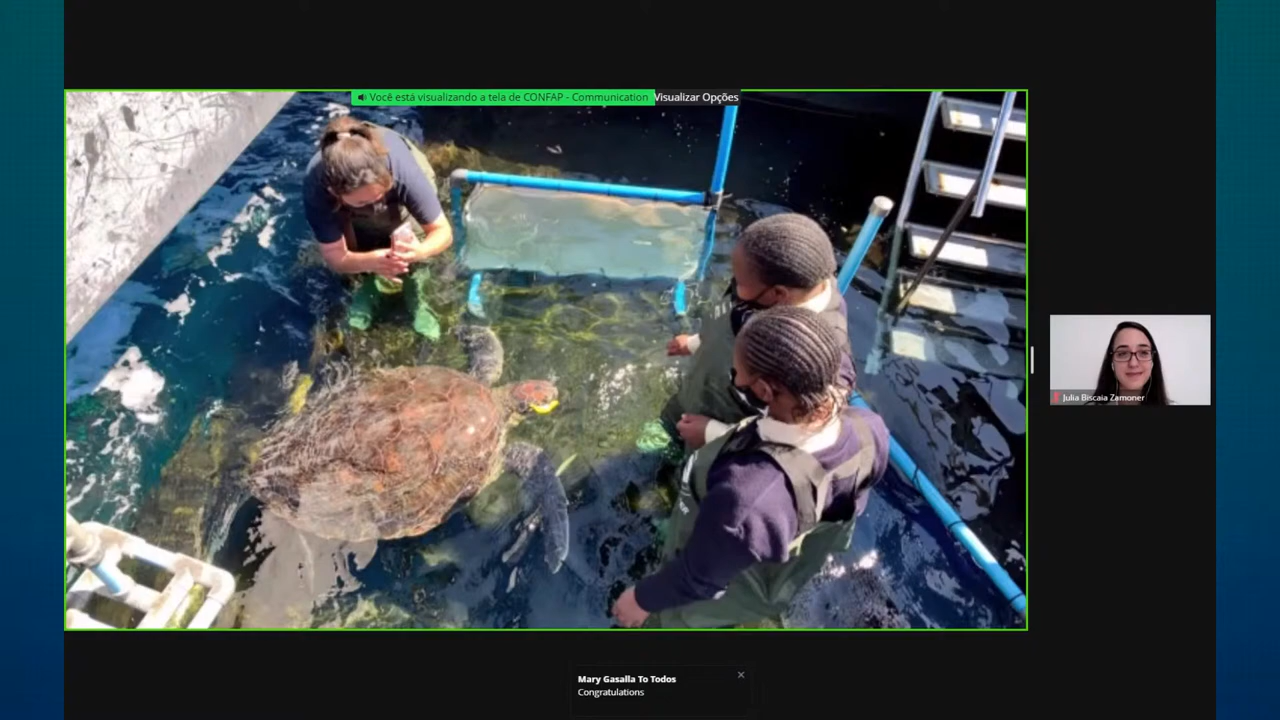 Você está visualizando a tela de CONFAP - Communication Visualizar Opções
Julia Biscaia Zamoner
Mary Gasalla To Todos
Congratulations